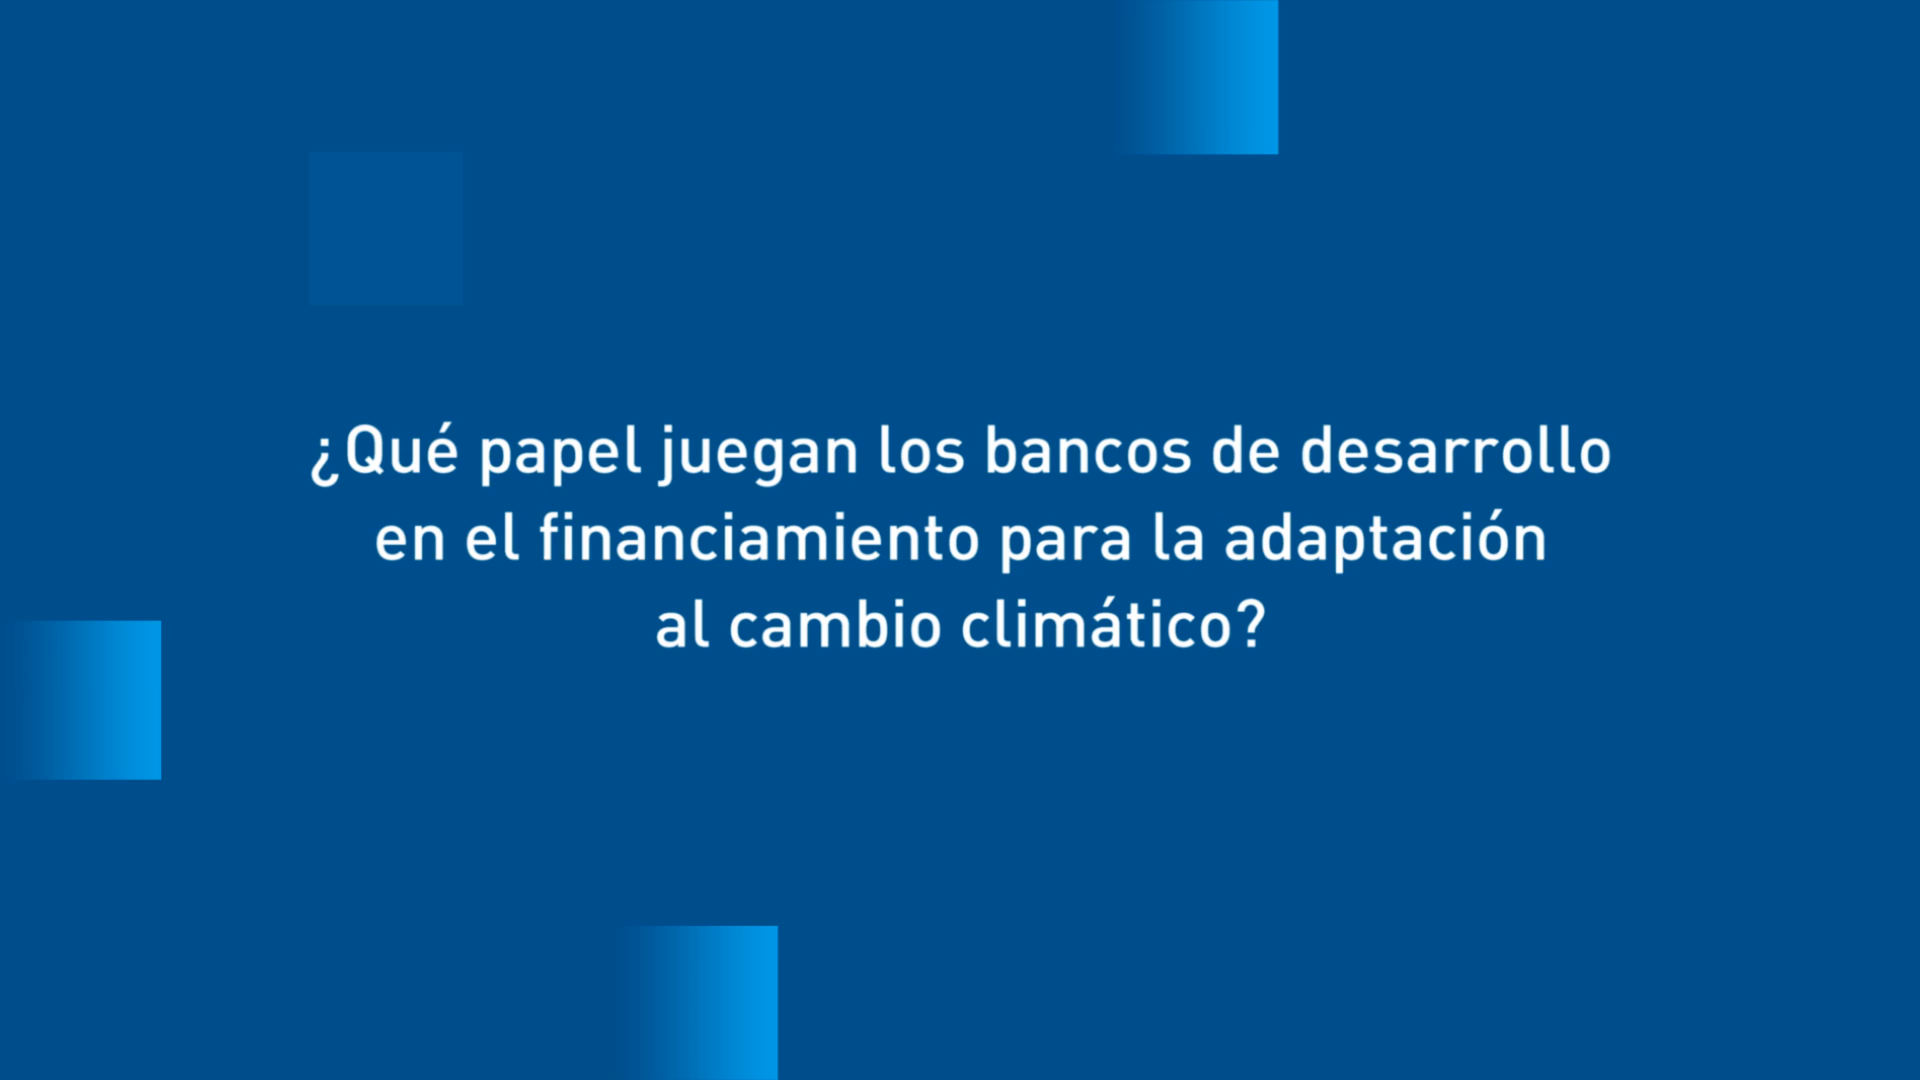 ¿Qué papel juegan los bancos de desarrollo
en el financiamiento para la adaptación
al cambio climático?